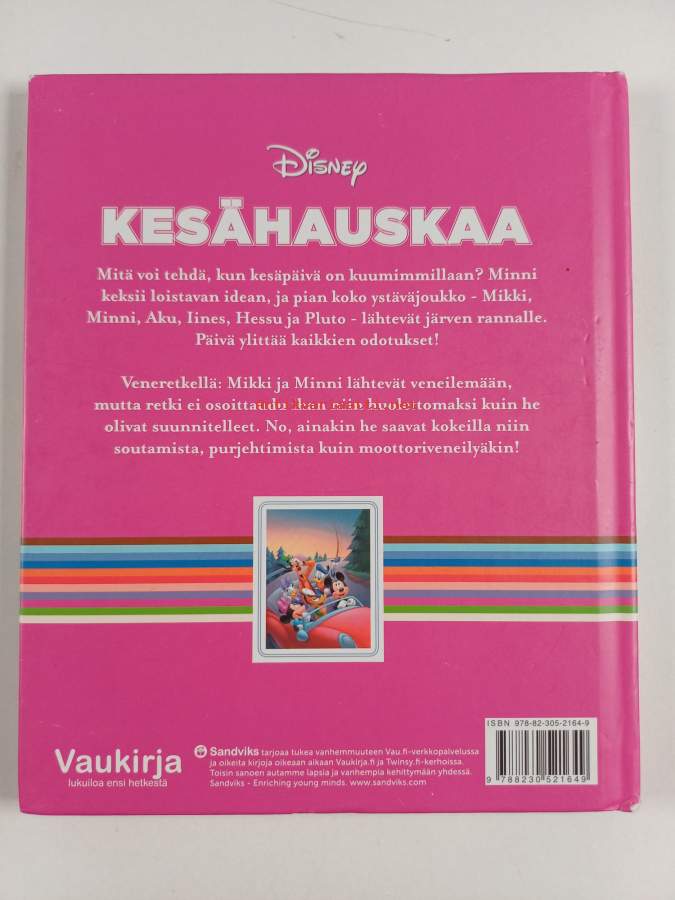 Disney
KESÄHAUSKAA
Mitä voi tehdä, kun kesäpäivä on kuumimmillaan? Minni
keksii loistavan idean, ja pian koko ystäväjoukko - Mikki,
Minni, Aku, Iines, Hessu ja Pluto - lähtevät järven rannalle.
Päivä ylittää kaikkien odotukset!
Veneretkellä: Mikki ja Minni lähtevät veneilemään,
mutta retki ei osoittaudu aivan niin huolettomaksi kuin he
olivat suunnitelleet. No, ainakin he saavat kokeilla niin
soutamista, purjehtimista kuin moottoriveneilyäkin!
ISBN 978-82-305-2164-9
9 788230 521649
Vaukirja
lukuiloa ensi hetkestä
Sandviks tarjoaa tukea vanhemmuuteen Vau.fi-verkkopalvelussa
ja oikeita kirjoja oikeaan aikaan Vaukirja.fi ja Twinsy.fi-kerhoissa.
Toisin sanoen autamme lapsia ja vanhempia kehittymään yhdessä.
Sandviks - Enriching young minds. www.sandviks.com